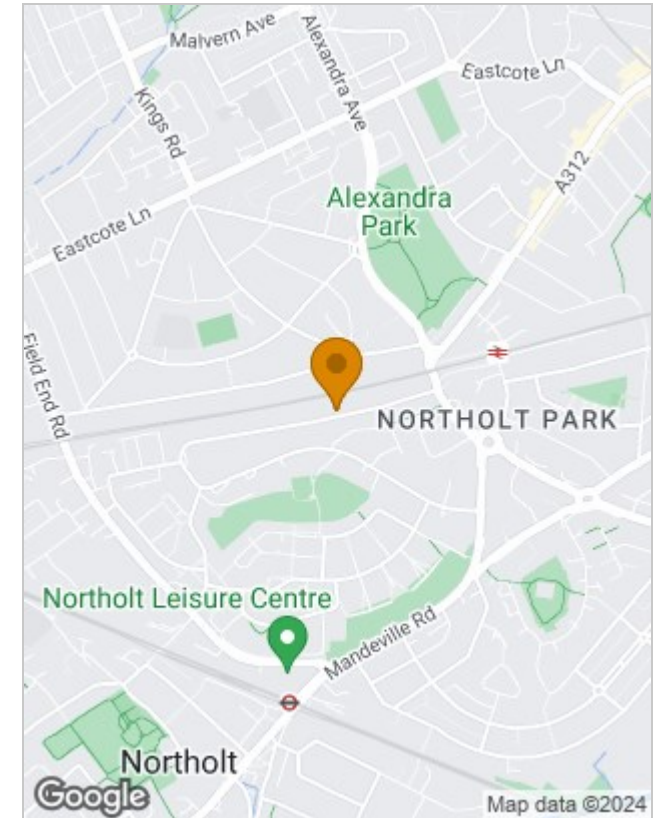 Malvern Ave
Alexandra Ave
Eastcote Ln
Kings Rd
A312
Alexandra
Park
Eastcote Ln
Field End Rd
NORTHOLT PARK
Northolt Leisure Centre
Mandeville Rd
Northolt
Google
Map data ©2024